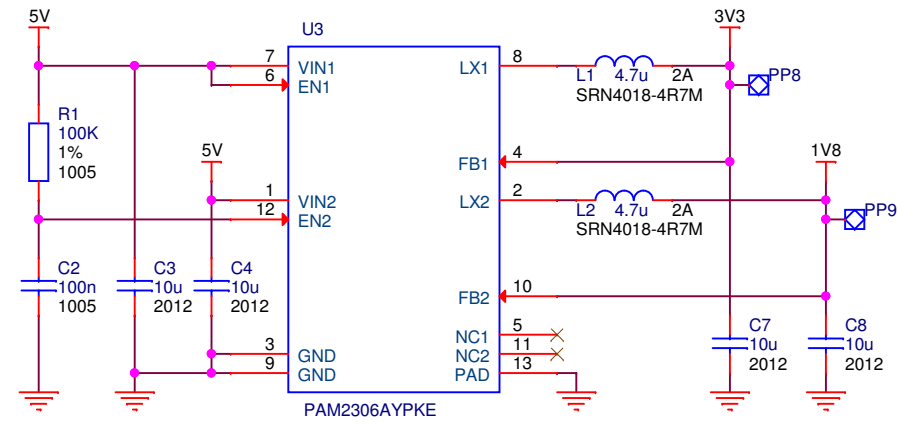 5V
U3
3V3
7
VIN1
LX1
8
6
EN1
L1
4.7u
2A
SRN4018-4R7M
PP8
R1
100K
1%
1005
5V
FB1
4
1V8
1
VIN2
LX2
2
12
EN2
L2
4.7u
2A
SRN4018-4R7M
PP9
C2
100n
1005
C3
10u
2012
C4
10u
2012
FB2
10
NC1
5
NC2
11
PAD
13
3
GND
9
GND
C7
10u
2012
C8
10u
2012
PAM2306AYPKE